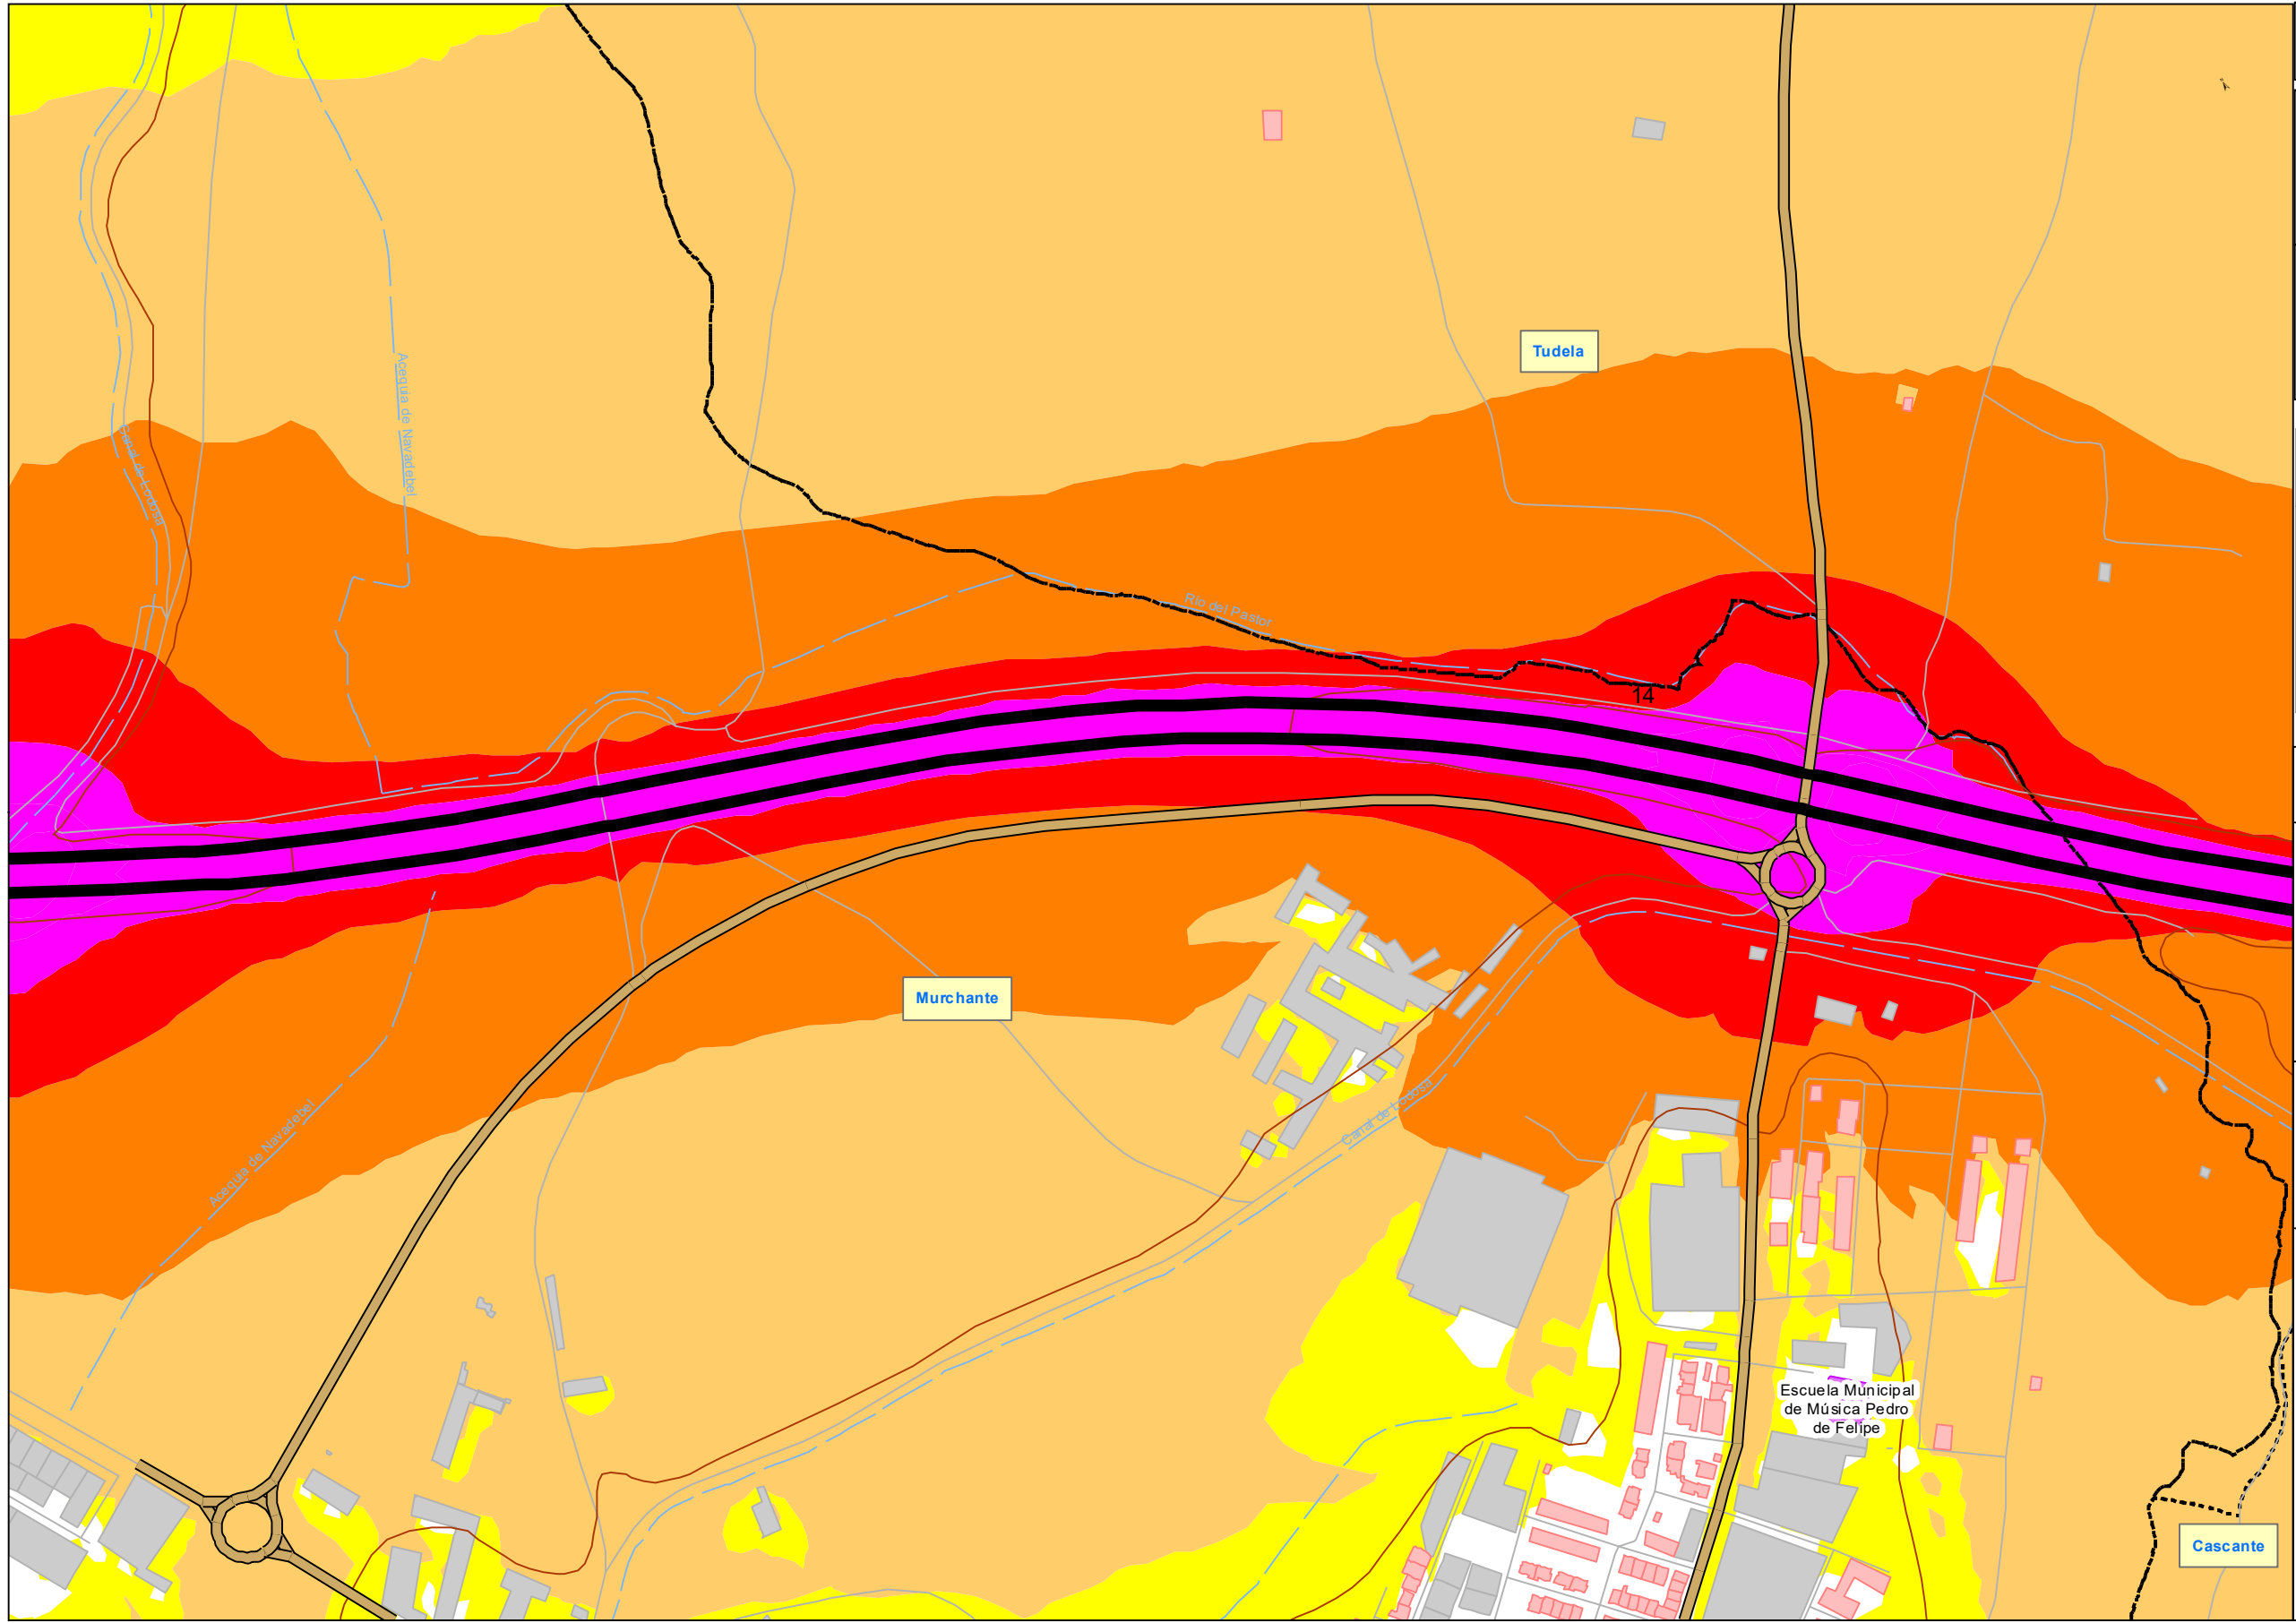 Tudela
Acequia de Navadebel
Canal de Lodosa
Río del Pastor
14
Murchante
Canal de Lodosa
Acequia de Navadebel
Escuela Municipal
de Música Pedro
de Felipe
Cascante